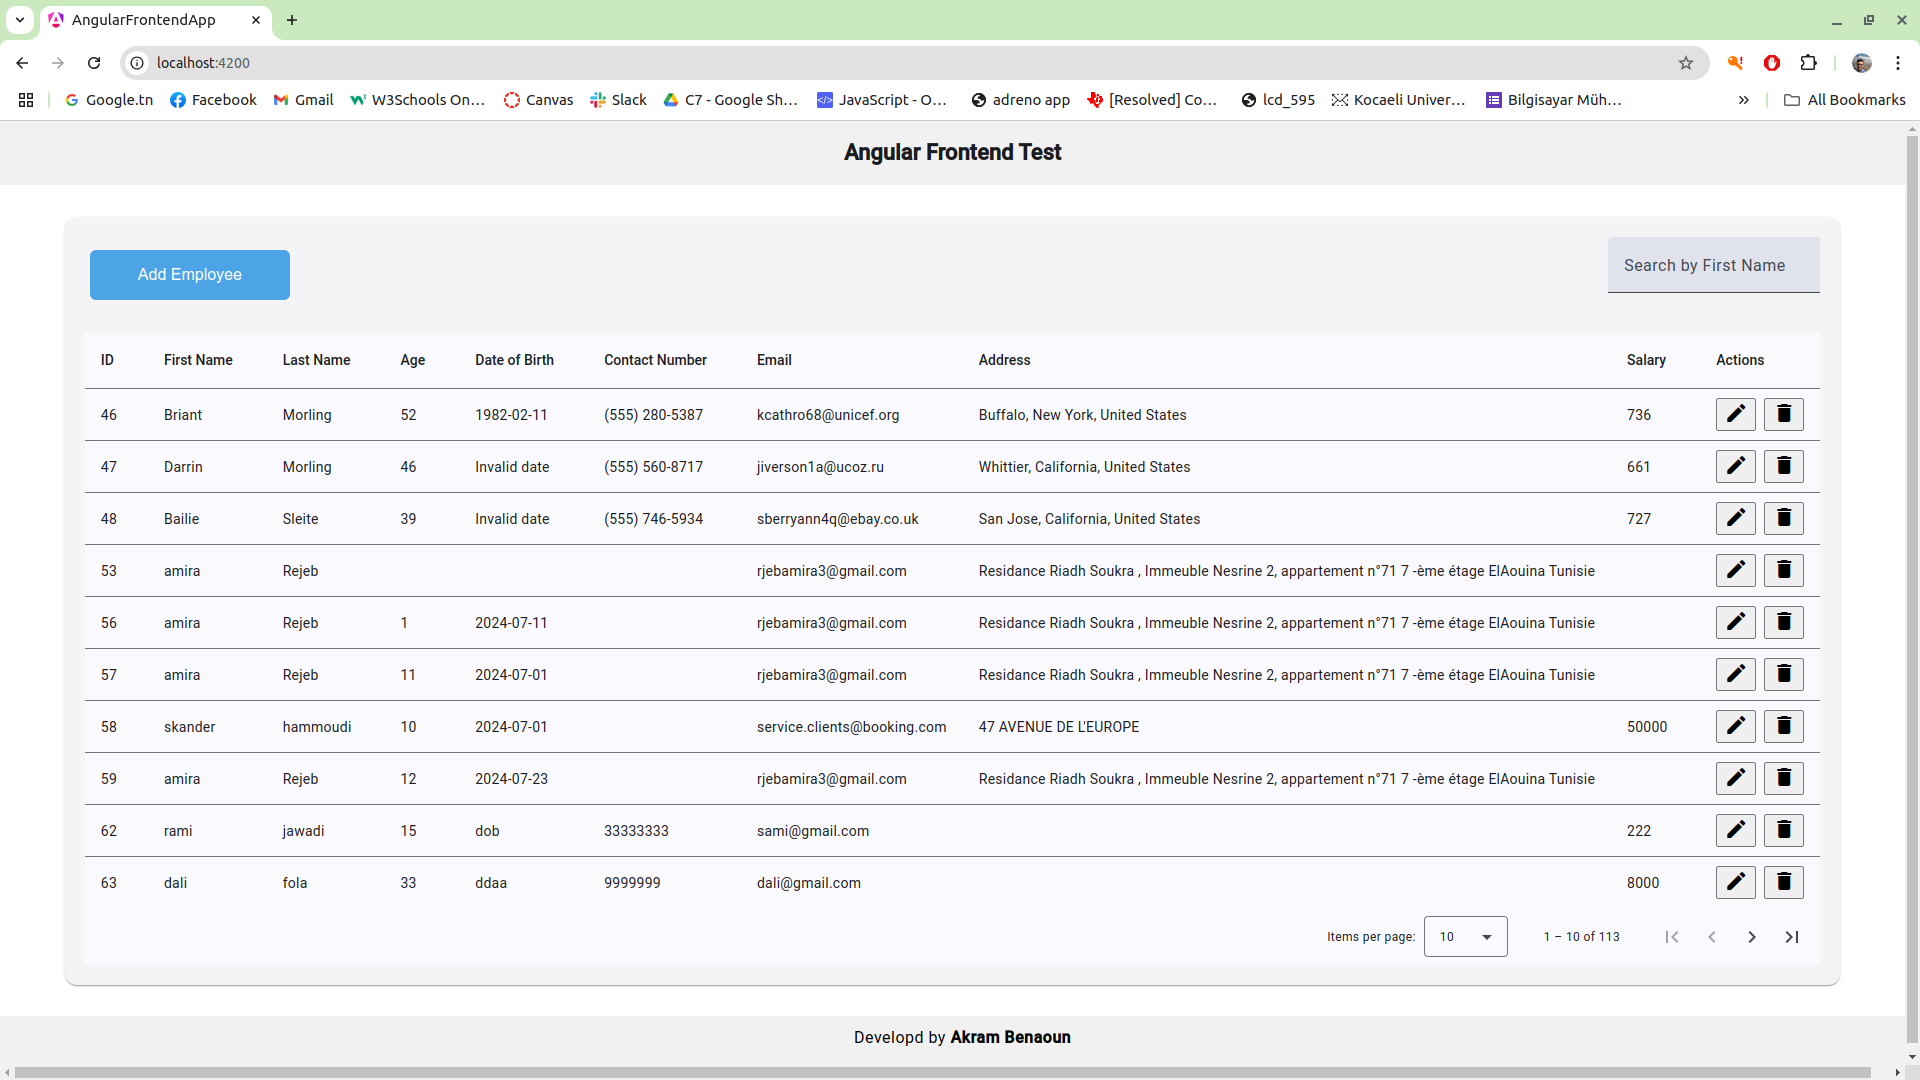 AngularFrontendApp
localhost:4200
Google.tn Facebook Gmail W3Schools On... Canvas Slack C7 - Google Sh... JavaScript - O... adreno app [Resolved] Co... lcd_595 Kocaeli Univer... Bilgisayar Müh... All Bookmarks
Angular Frontend Test
Add Employee
Search by First Name
ID First Name Last Name Age Date of Birth Contact Number Email Address Salary Actions
46 Briant Morling 52 1982-02-11 (555) 280-5387 kcathro68@unicef.org Buffalo, New York, United States 736
47 Darrin Morling 46 Invalid date (555) 560-8717 jiverson1a@ucoz.ru Whittier, California, United States 661
48 Bailie Sleite 39 Invalid date (555) 746-5934 sberryann4q@ebay.co.uk San Jose, California, United States 727
53 amira Rejeb rjebamira3@gmail.com Residance Riadh Soukra , Immeuble Nesrine 2, appartement n°71 7 -ème étage ElAouina Tunisie
56 amira Rejeb 1 2024-07-11 rjebamira3@gmail.com Residance Riadh Soukra , Immeuble Nesrine 2, appartement n°71 7 -ème étage ElAouina Tunisie
57 amira Rejeb 11 2024-07-01 rjebamira3@gmail.com Residance Riadh Soukra , Immeuble Nesrine 2, appartement n°71 7 -ème étage ElAouina Tunisie
58 skander hammoudi 10 2024-07-01 service.clients@booking.com 47 AVENUE DE L'EUROPE 50000
59 amira Rejeb 12 2024-07-23 rjebamira3@gmail.com Residance Riadh Soukra , Immeuble Nesrine 2, appartement n°71 7 -ème étage ElAouina Tunisie
62 rami jawadi 15 dob 33333333 sami@gmail.com 222
63 dali fola 33 ddaa 9999999 dali@gmail.com 8000
Items per page: 10 1 – 10 of 113
Developd by Akram Benaoun